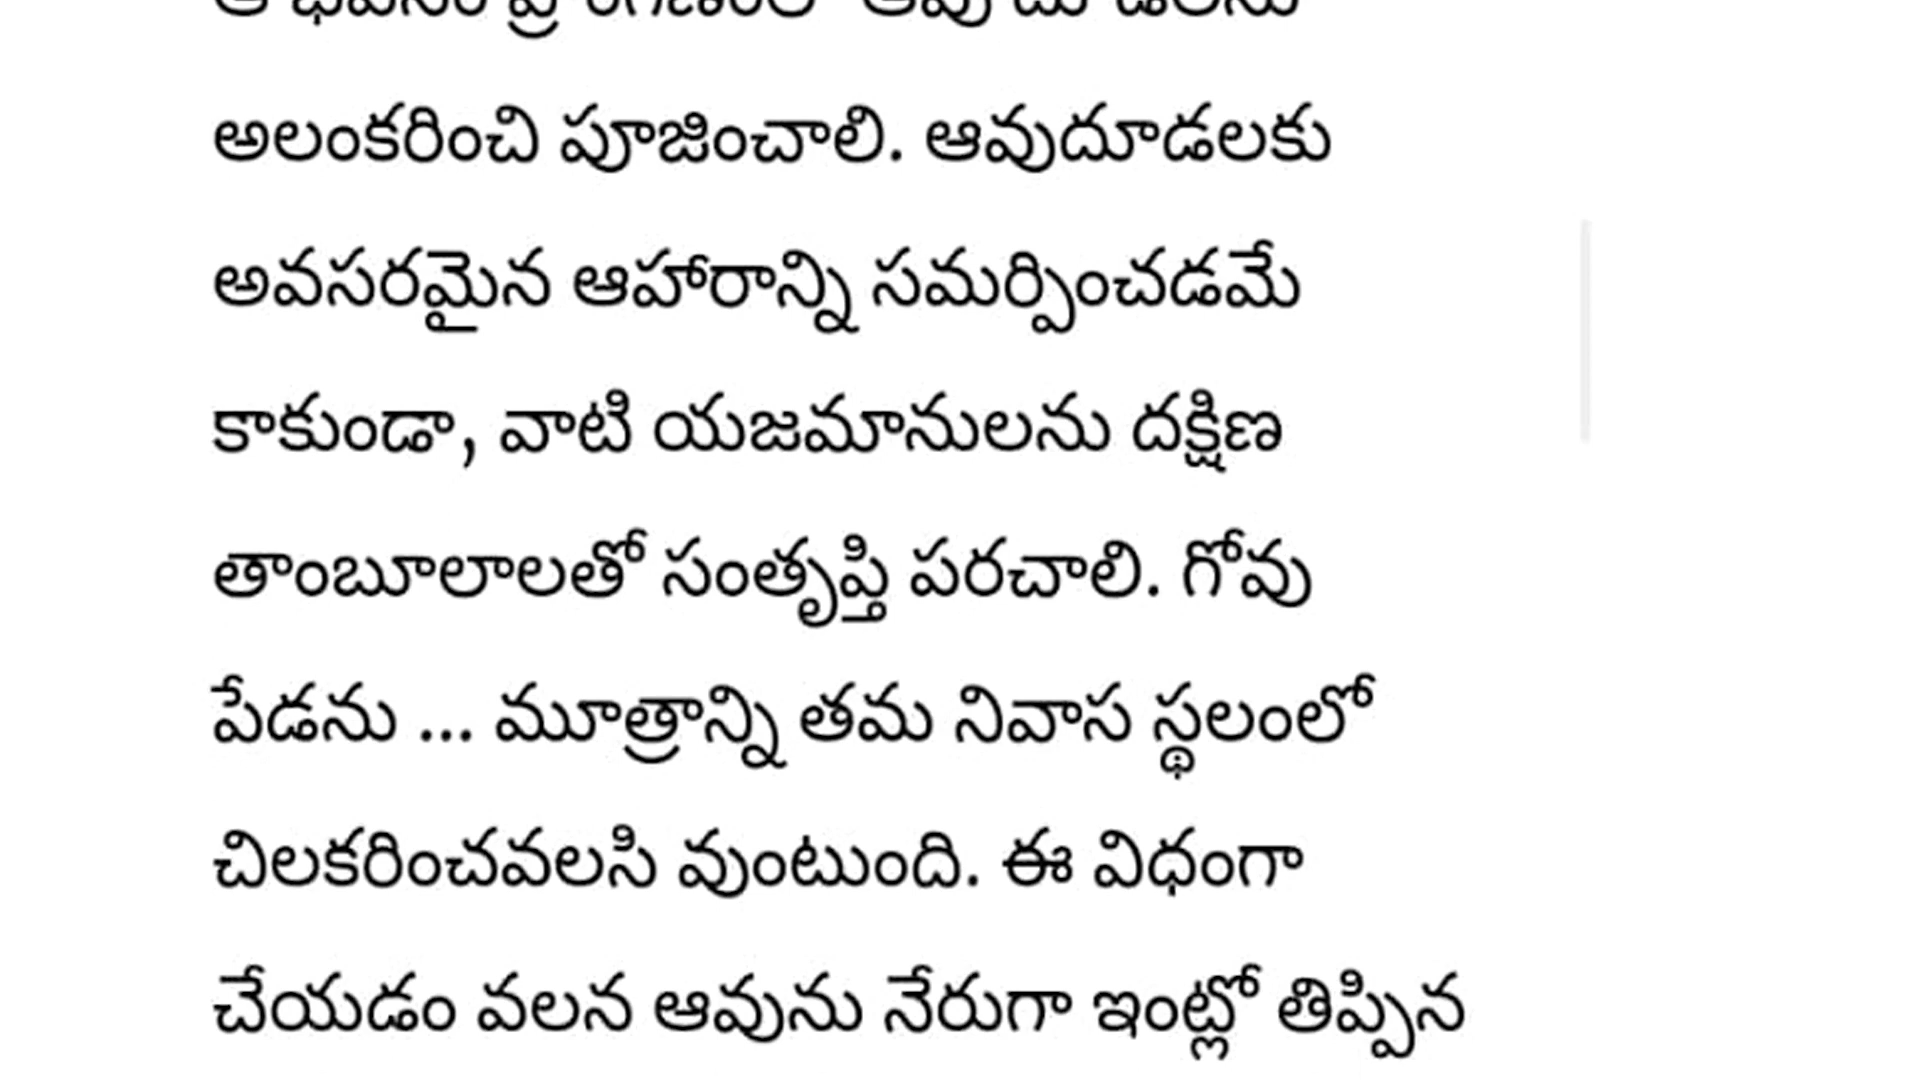 అలంకరించి పూజించాలి. ఆవుదూడలకు
అవసరమైన ఆహారాన్ని సమర్పించడమే
కాకుండా, వాటి యజమానులను దక్షిణ
తాంబూలాలతో సంతృప్తి పరచాలి. గోవు
పేడను ... మూత్రాన్ని తమ నివాస స్థలంలో
చిలకరించవలసి వుంటుంది. ఈ విధంగా
చేయడం వలన ఆవును నేరుగా ఇంట్లో తిప్పిన